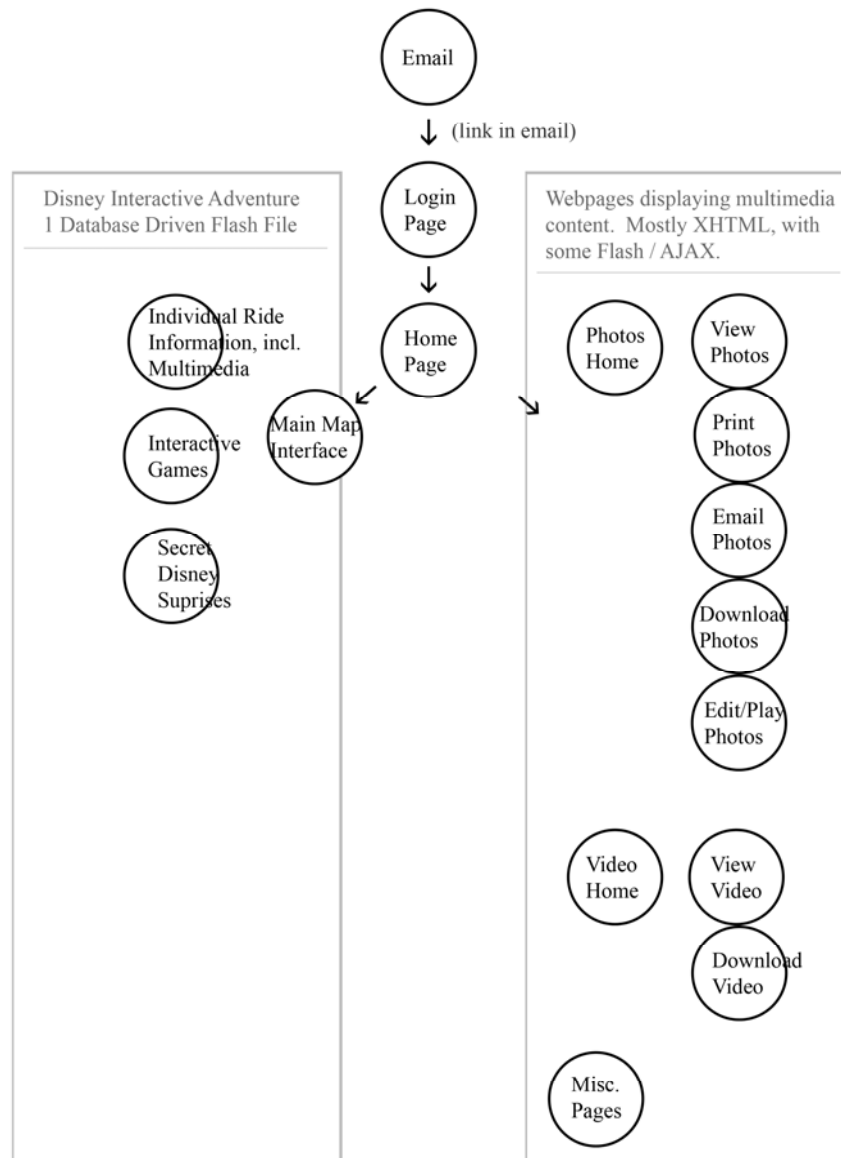 Email
(link in email)
Login
Page
Home
Page
Disney Interactive Adventure
1 Database Driven Flash File
Individual Ride
Information, incl.
Multimedia
Main Map
Interface
Interactive
Games
Secret
Disney
Suprises
Webpages displaying multimedia
content.  Mostly XHTML, with
some Flash / AJAX.
Photos
Home
View
Photos
Print
Photos
Email
Photos
Download
Photos
Edit/Play
Photos
Video
Home
View
Video
Download
Video
Misc.
Pages